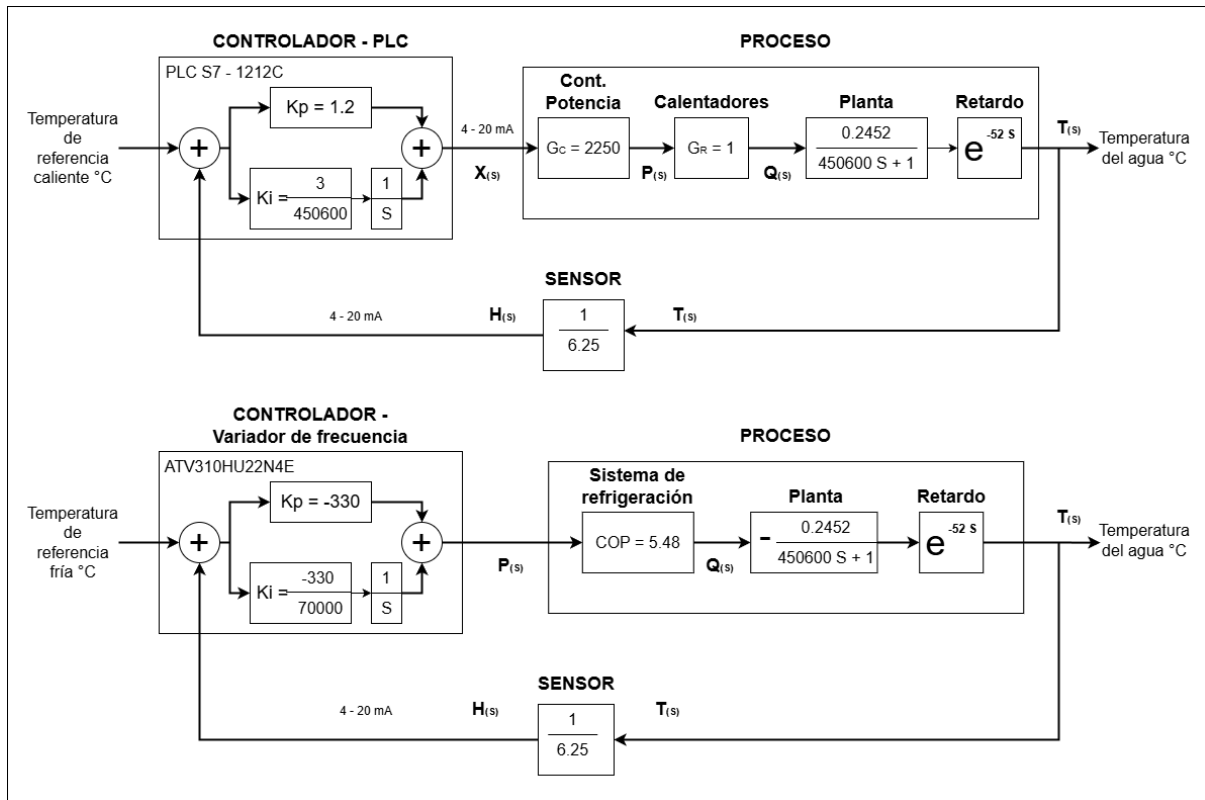 CONTROLADOR - PLC
PROCESO
PLC S7 - 1212C
Temperatura
de
referencia
caliente °C
+
Kp = 1.2
Ki =
3
450600
1
S
+
4 - 20 mA
X(S)
Cont.
Potencia
GC = 2250
P(S)
Calentadores
GR = 1
Q(S)
Planta
0.2452
450600 S + 1
Retardo
e-52 S
T(S)
Temperatura
del agua °C
SENSOR
4 - 20 mA
H(S)
1
6.25
T(S)
CONTROLADOR -
Variador de frecuencia
PROCESO
ATV310HU22N4E
Temperatura
de
referencia
fría °C
+
Kp = -330
Ki =
-330
70000
1
S
+
P(S)
Sistema de
refrigeración
COP = 5.48
Q(S)
Planta
-
0.2452
450600 S + 1
Retardo
e-52 S
T(S)
Temperatura
del agua °C
SENSOR
4 - 20 mA
H(S)
1
6.25
T(S)